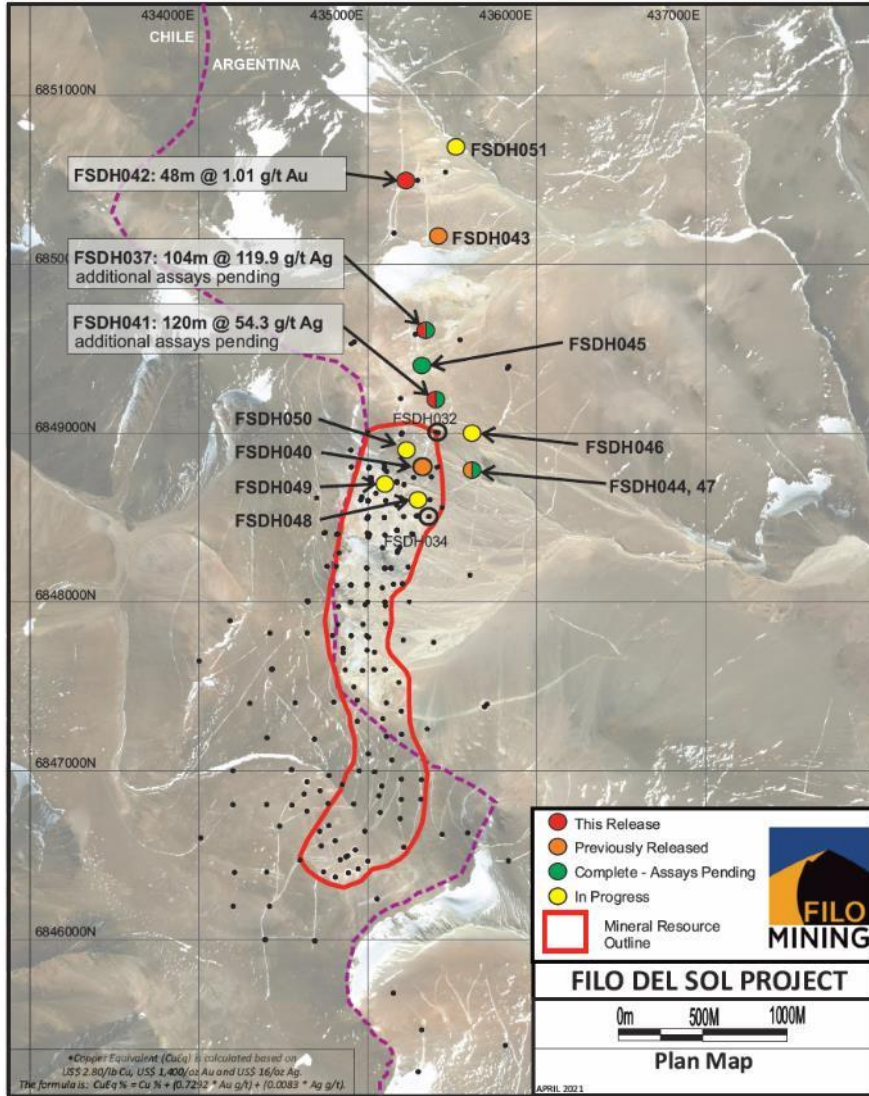 434000E 435000E 436000E 437000E
CHILE
ARGENTINA
6851000N
FSDH051
FSDH042: 48m @ 1.01 g/t Au
FSDH043
6850000N
FSDH037: 104m @ 119.9 g/t Ag
additional assays pending
FSDH041: 120m @ 54.3 g/t Ag
additional assays pending
FSDH045
6849000N
FSDH032
FSDH050
FSDH046
FSDH040
FSDH049
FSDH044, 47
FSDH048
FSDH034
6848000N
6847000N
This Release
Previously Released
Complete - Assays Pending
In Progress
Mineral Resource
Outline
FILO
MINING
6846000N
FILO DEL SOL PROJECT
0m 500M 1000M
Plan Map
APRIL 2021
*Copper Equivalent (CuEq) is calculated based on
US$ 2.80/lb Cu, US$ 1,400/oz Au and US$ 16/oz Ag.
The formula is: CuEq % = Cu % + (0.7292 * Au g/t) + (0.0083 * Ag g/t).